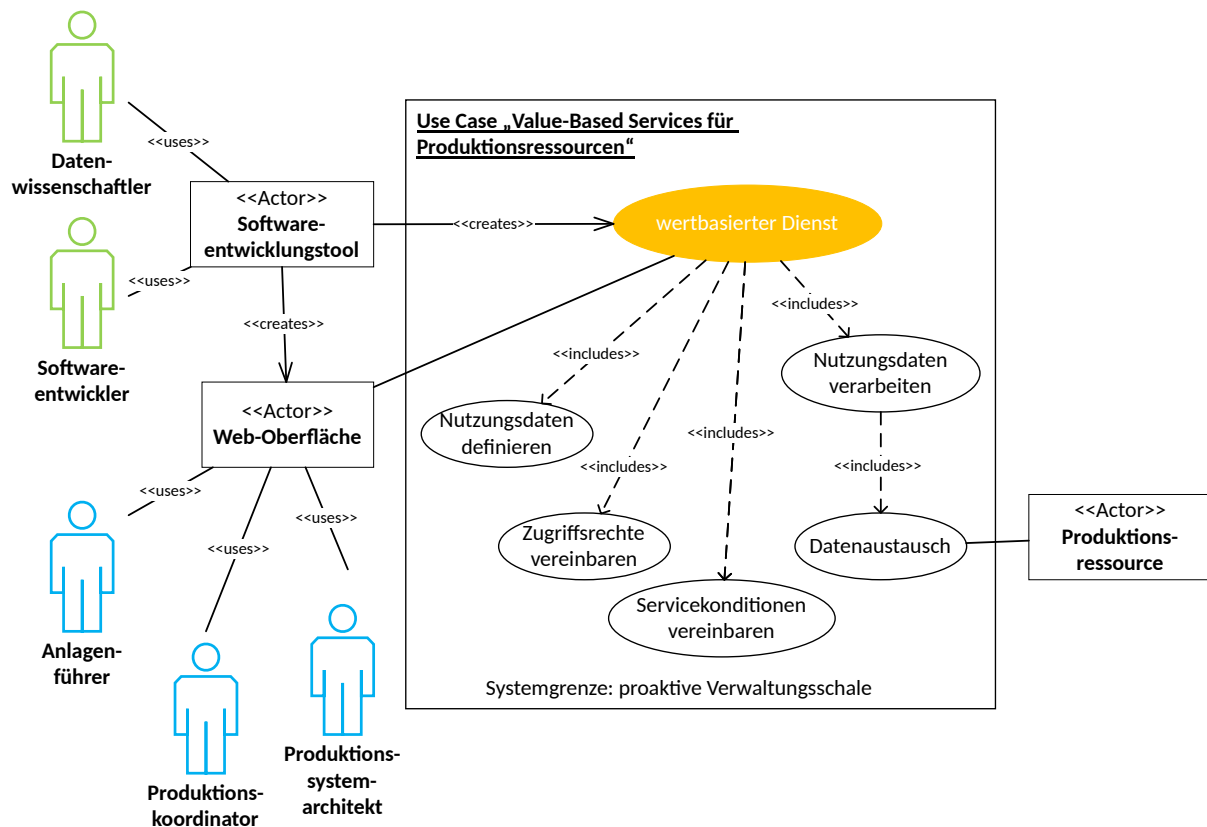 Daten-
wissenschaftler
<<uses>>
Use Case „Value-Based Services für
Produktionsressourcen“
<<Actor>>
Software-
entwicklungstool
<<creates>>
wertbasierter Dienst
<<uses>>
Software-
entwickler
<<creates>>
<<includes>>
<<includes>>
Nutzungsdaten
verarbeiten
<<Actor>>
Web-Oberfläche
Nutzungsdaten
definieren
<<includes>>
<<includes>>
<<includes>>
<<uses>>
<<uses>>
<<uses>>
Zugriffsrechte
vereinbaren
Datenaustausch
<<Actor>>
Produktions-
ressource
Servicekonditionen
vereinbaren
Anlagen-
führer
Systemgrenze: proaktive Verwaltungsschale
Produktions-
system-
architekt
Produktions-
koordinator